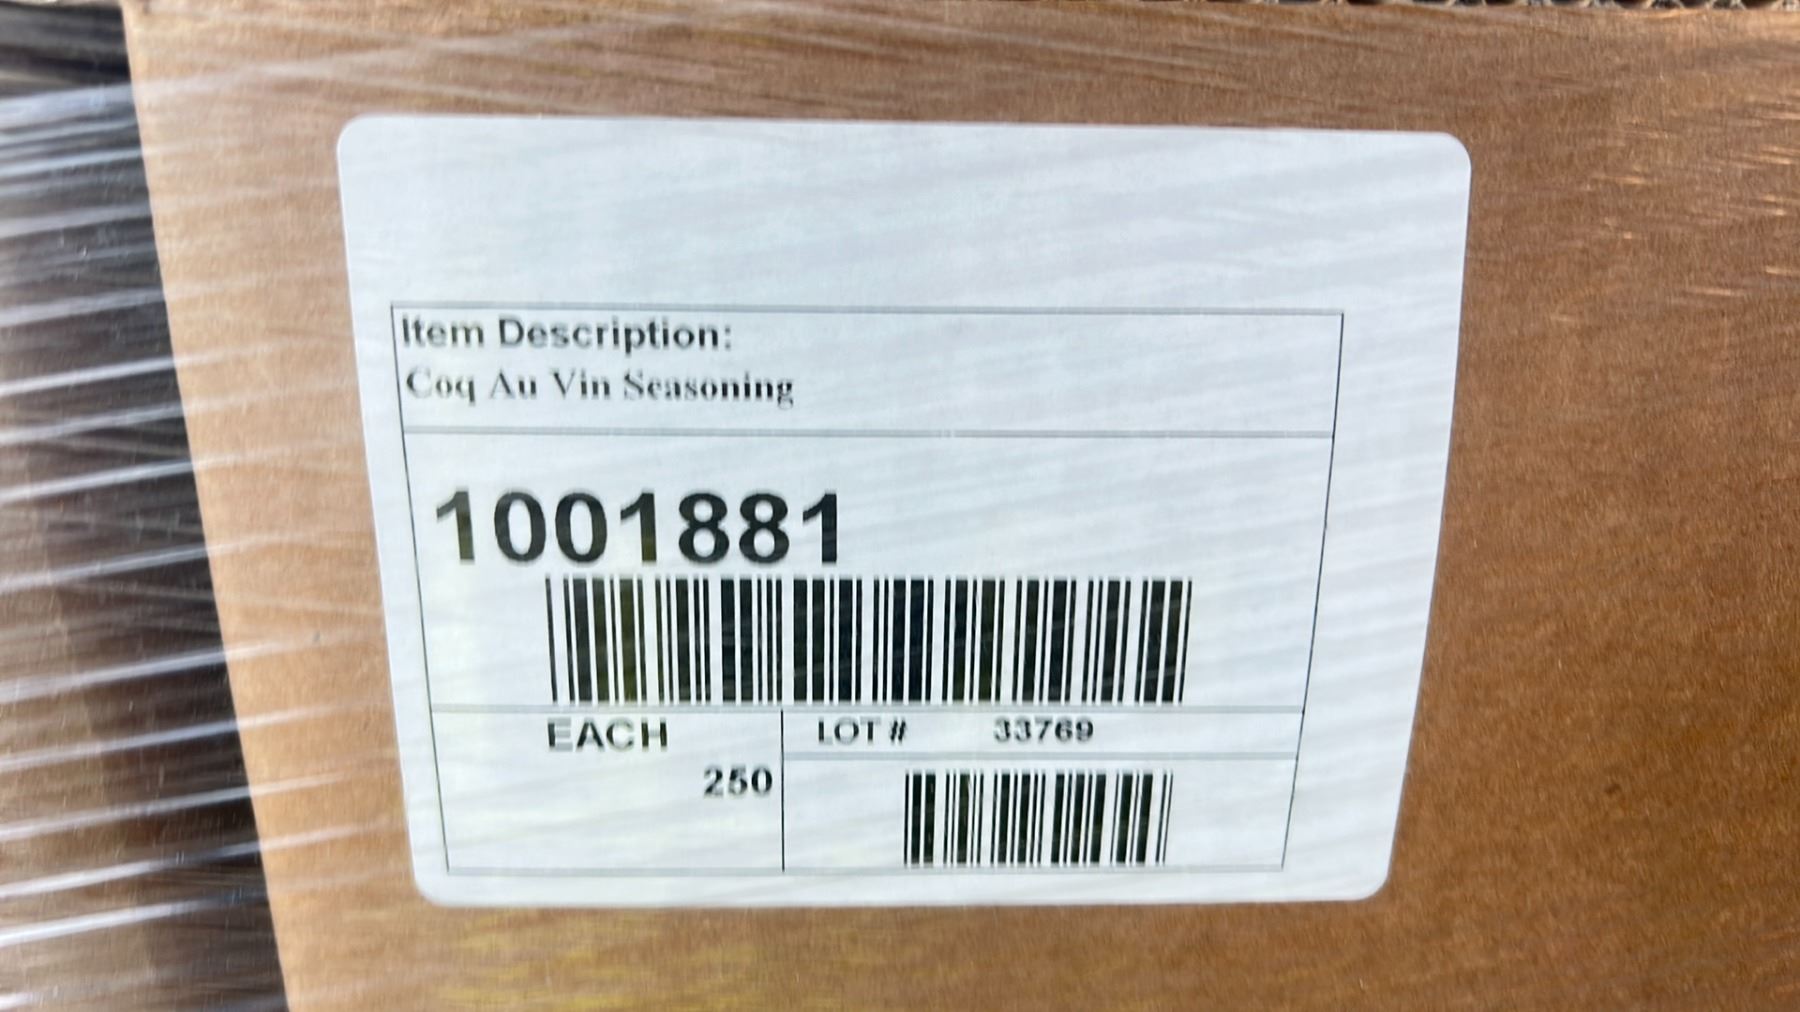 Item Description:
Coq Au Vin Seasoning
1001881
EACH
250
LOT # 33769